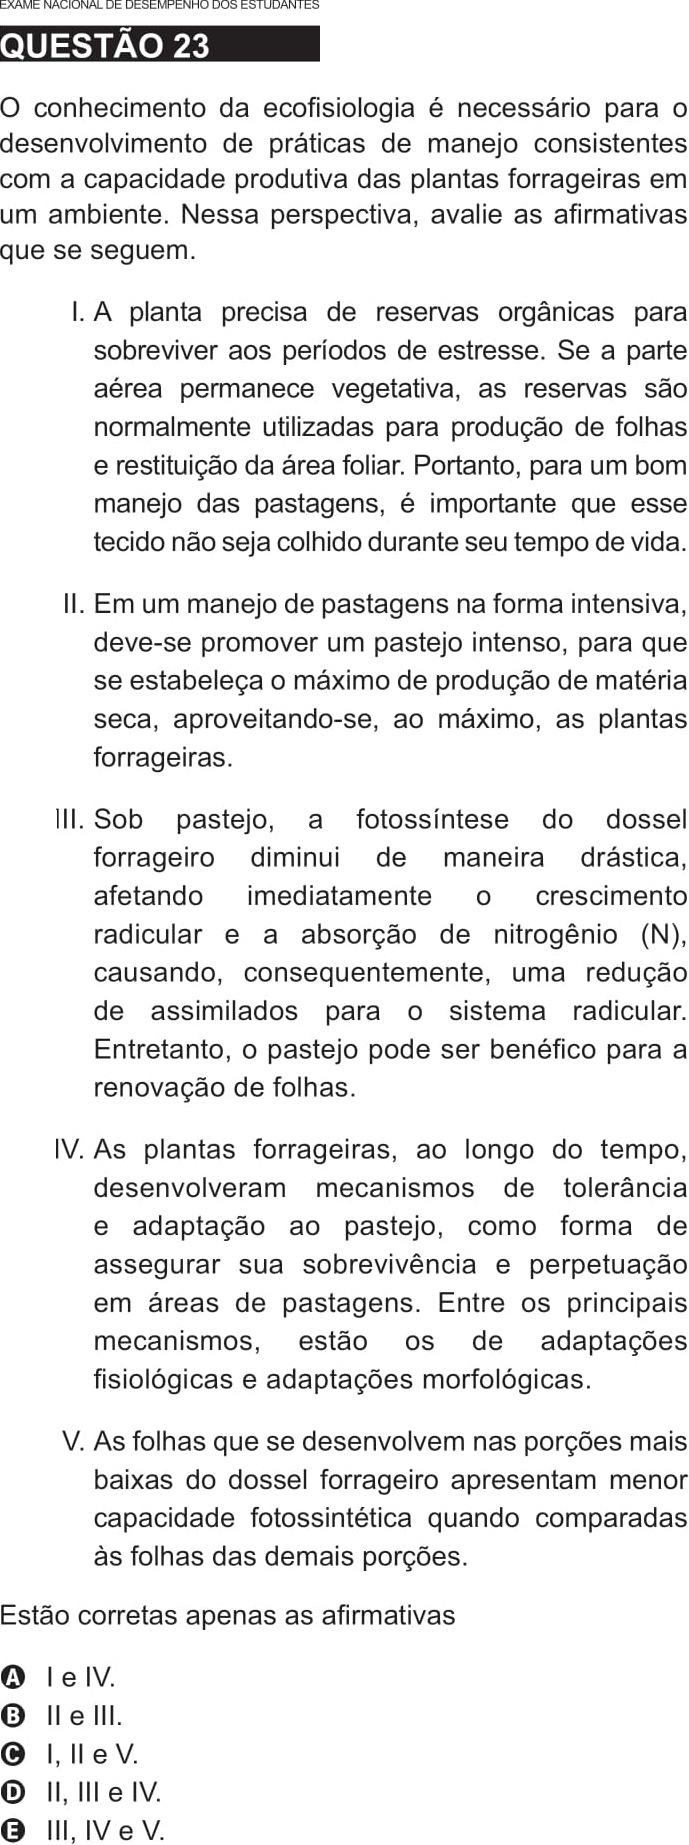 EXAME NACIONAL DE DESEMPENHO DOS ESTUDANTES
QUESTÃO 23
O conhecimento da ecofisiologia é necessário para o
desenvolvimento de práticas de manejo consistentes
com a capacidade produtiva das plantas forrageiras em
um ambiente. Nessa perspectiva, avalie as afirmativas
que se seguem.
I. A planta precisa de reservas orgânicas para
sobreviver aos períodos de estresse. Se a parte
aérea permanece vegetativa, as reservas são
normalmente utilizadas para produção de folhas
e restituição da área foliar. Portanto, para um bom
manejo das pastagens, é importante que esse
tecido não seja colhido durante seu tempo de vida.
II. Em um manejo de pastagens na forma intensiva,
deve-se promover um pastejo intenso, para que
se estabeleça o máximo de produção de matéria
seca, aproveitando-se, ao máximo, as plantas
forrageiras.
III. Sob pastejo, a fotossíntese do dossel
forrageiro diminui de maneira drástica,
afetando imediatamente o crescimento
radicular e a absorção de nitrogênio (N),
causando, consequentemente, uma redução
de assimilados para o sistema radicular.
Entretanto, o pastejo pode ser benéfico para a
renovação de folhas.
IV. As plantas forrageiras, ao longo do tempo,
desenvolveram mecanismos de tolerância
e adaptação ao pastejo, como forma de
assegurar sua sobrevivência e perpetuação
em áreas de pastagens. Entre os principais
mecanismos, estão os de adaptações
fisiológicas e adaptações morfológicas.
V. As folhas que se desenvolvem nas porções mais
baixas do dossel forrageiro apresentam menor
capacidade fotossintética quando comparadas
às folhas das demais porções.
Estão corretas apenas as afirmativas
A I e IV.
B II e III.
C I, II e V.
D II, III e IV.
E III, IV e V.